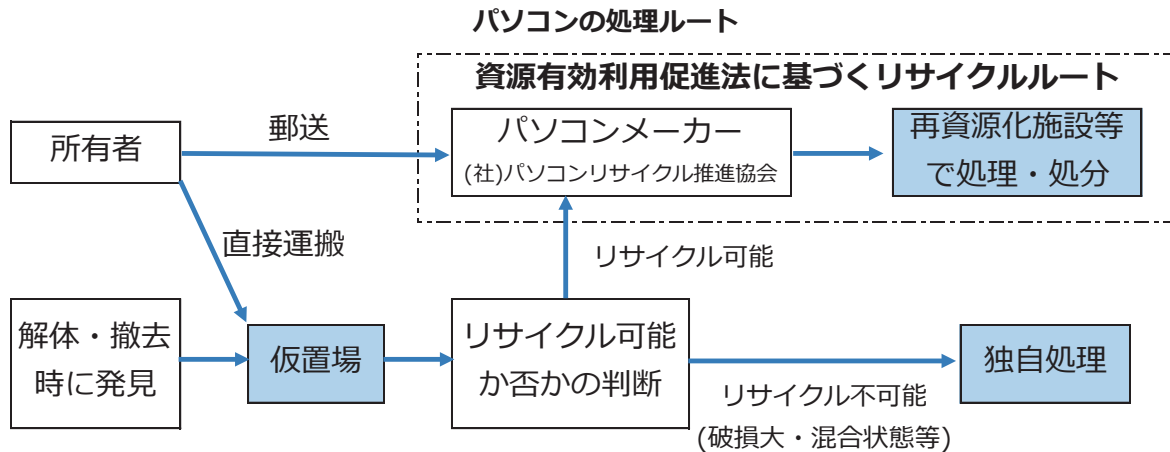 パソコンの処理ルート
資源有効利用促進法に基づくリサイクルルート
所有者
郵送
パソコンメーカー
(社)パソコンリサイクル推進協会
再資源化施設等
で処理・処分
直接運搬
リサイクル可能
解体・撤去
時に発見
仮置場
リサイクル可能
か否かの判断
独自処理
リサイクル不可能
(破損大・混合状態等)